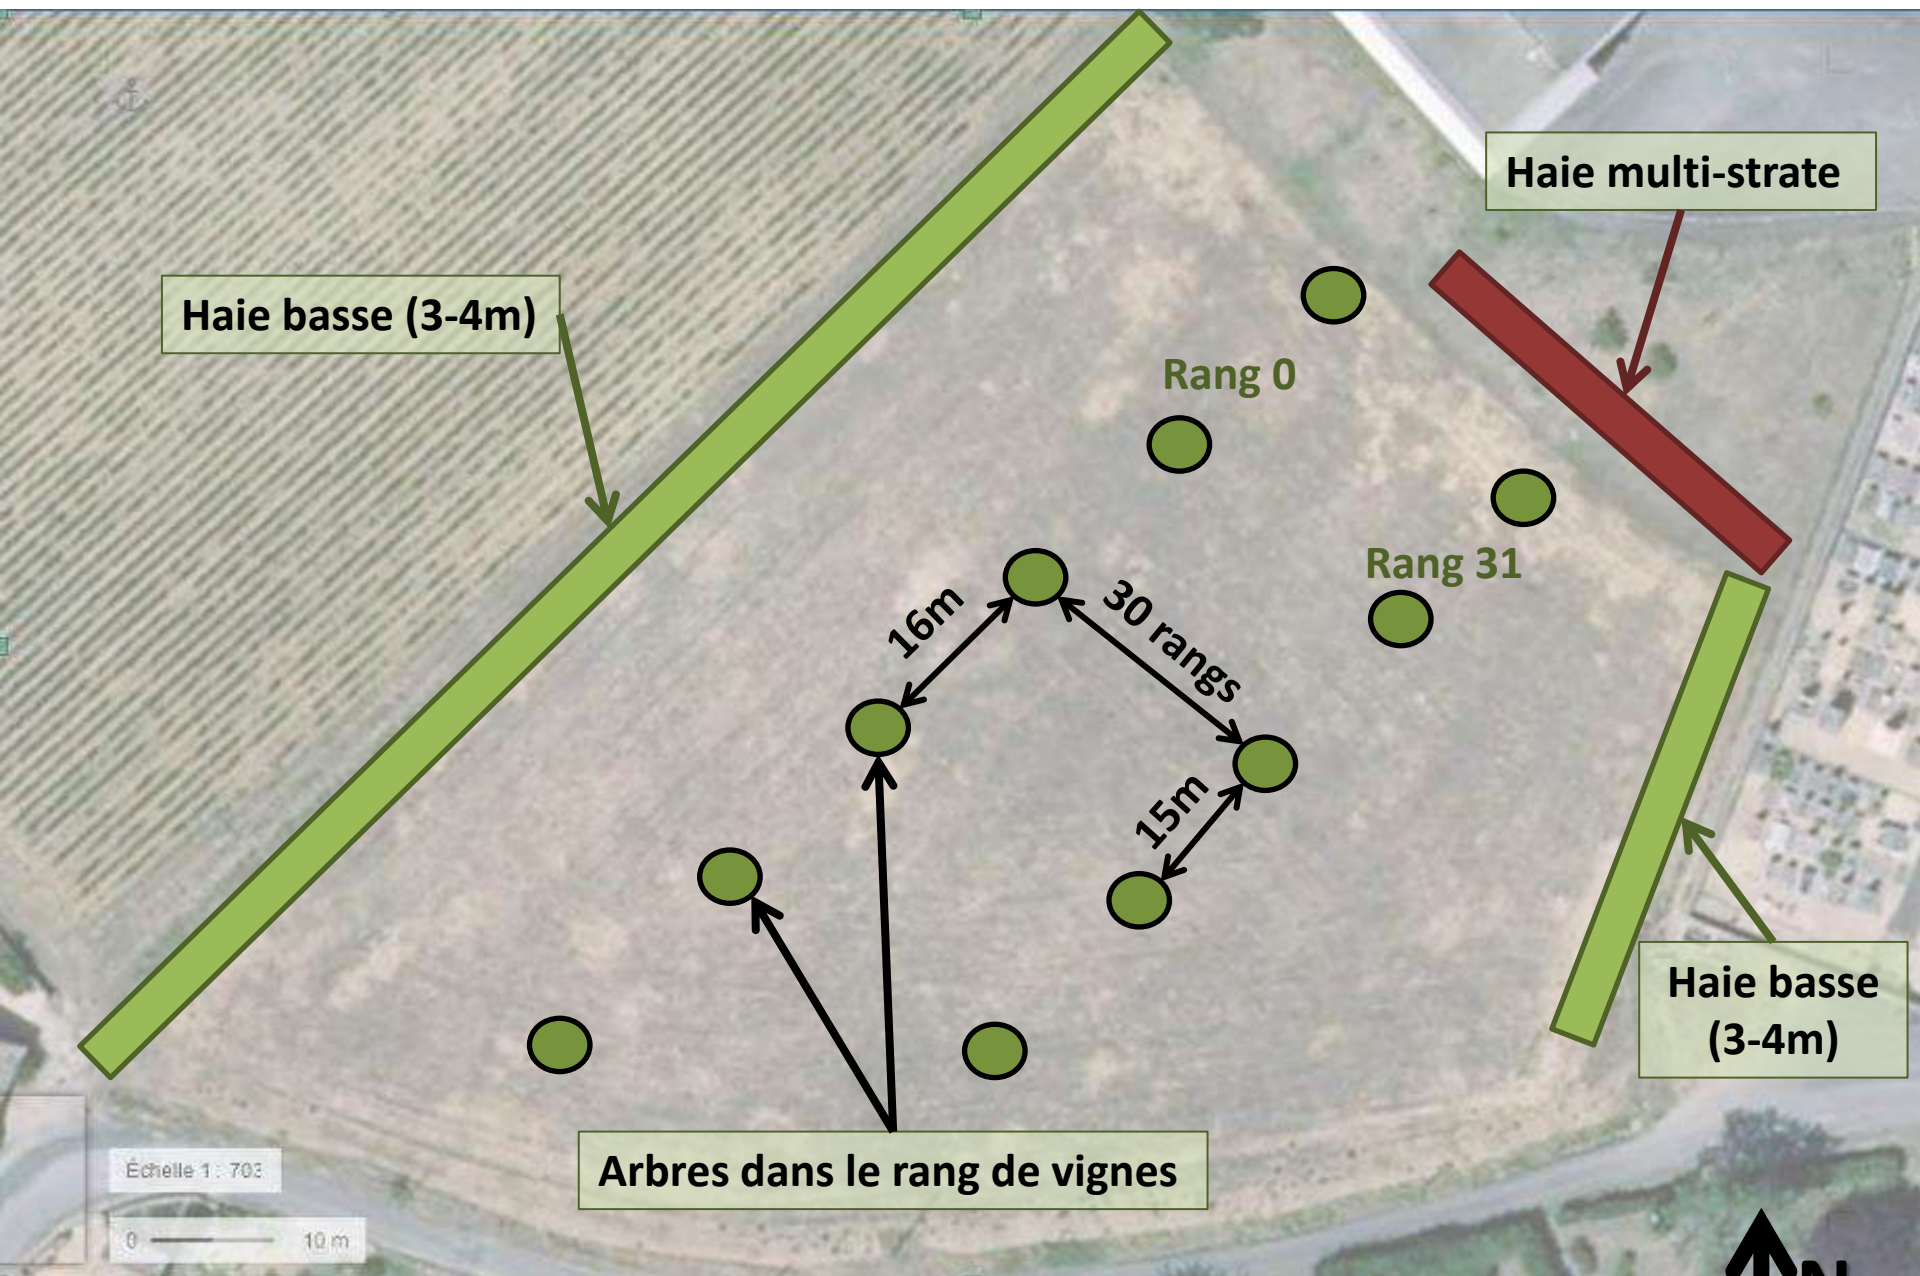 Haie multi-strate
Haie basse (3-4m)
Rang 0
Rang 31
16m
30 rangs
15m
Haie basse
(3-4m)
Arbres dans le rang de vignes
Échelle 1 : 703
0 10 m
N